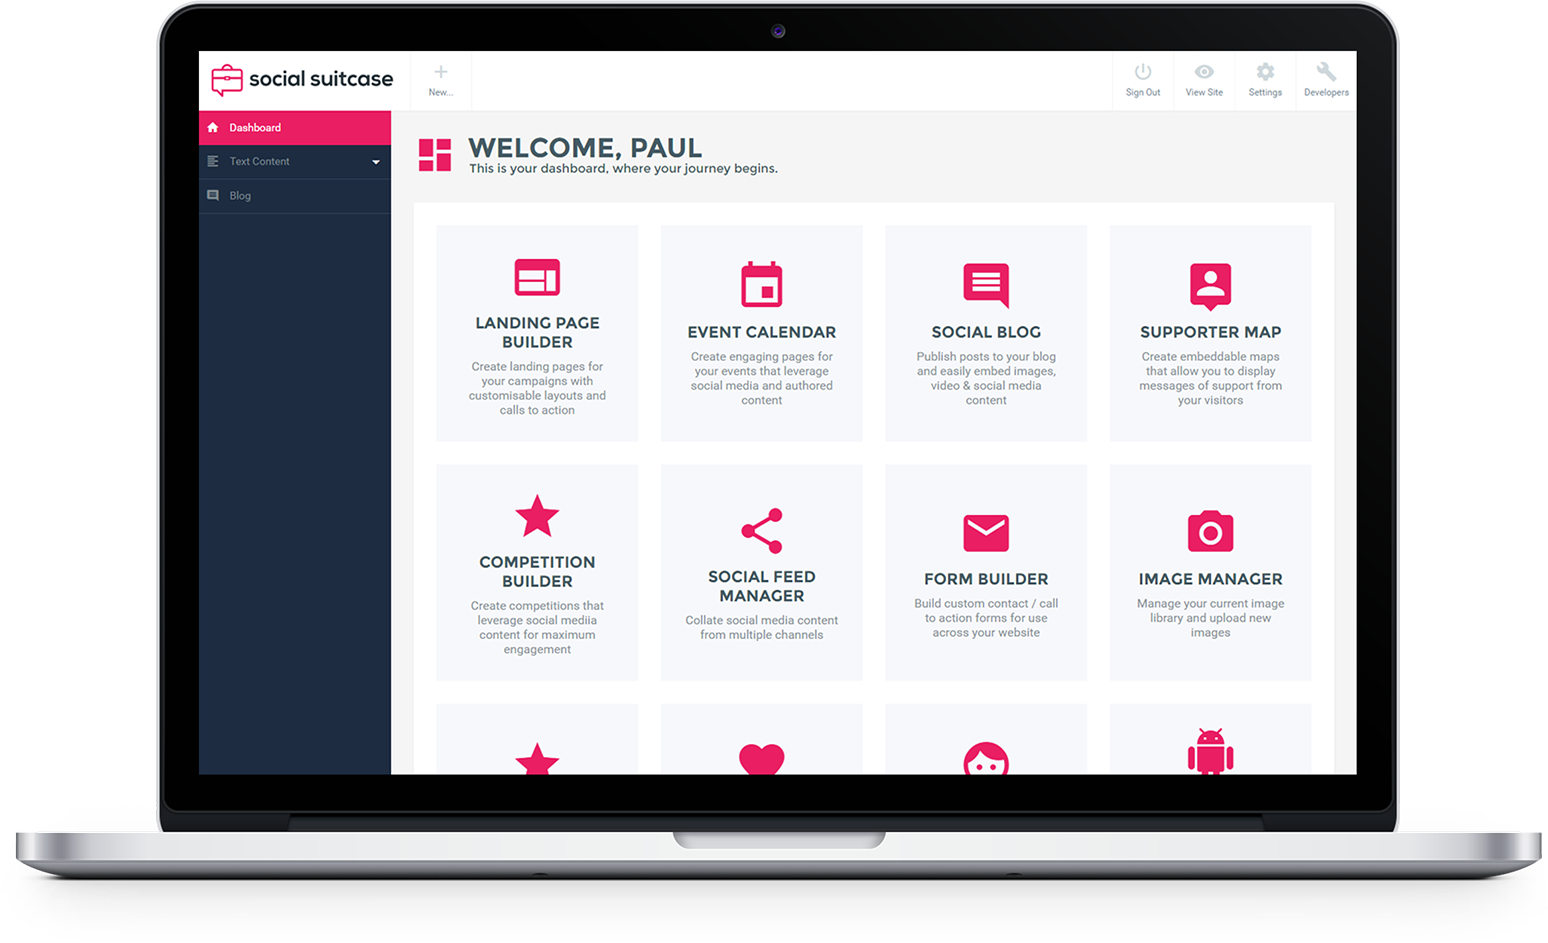 social suitcase
New...
Sign Out
View Site
Settings
Developers
Dashboard
Text Content
Blog
WELCOME, PAUL
This is your dashboard, where your journey begins.
LANDING PAGE
BUILDER
Create landing pages for
your campaigns with
customisable layouts and
calls to action
EVENT CALENDAR
Create engaging pages for
your events that leverage
social media and authored
content
SOCIAL BLOG
Publish posts to your blog
and easily embed images,
video & social media
content
SUPPORTER MAP
Create embeddable maps
that allow you to display
messages of support from
your visitors
COMPETITION
BUILDER
Create competitions that
leverage social mediia
content for maximum
engagement
SOCIAL FEED
MANAGER
Collate social media content
from multiple channels
FORM BUILDER
Build custom contact / call
to action forms for use
across your website
IMAGE MANAGER
Manage your current image
library and upload new
images